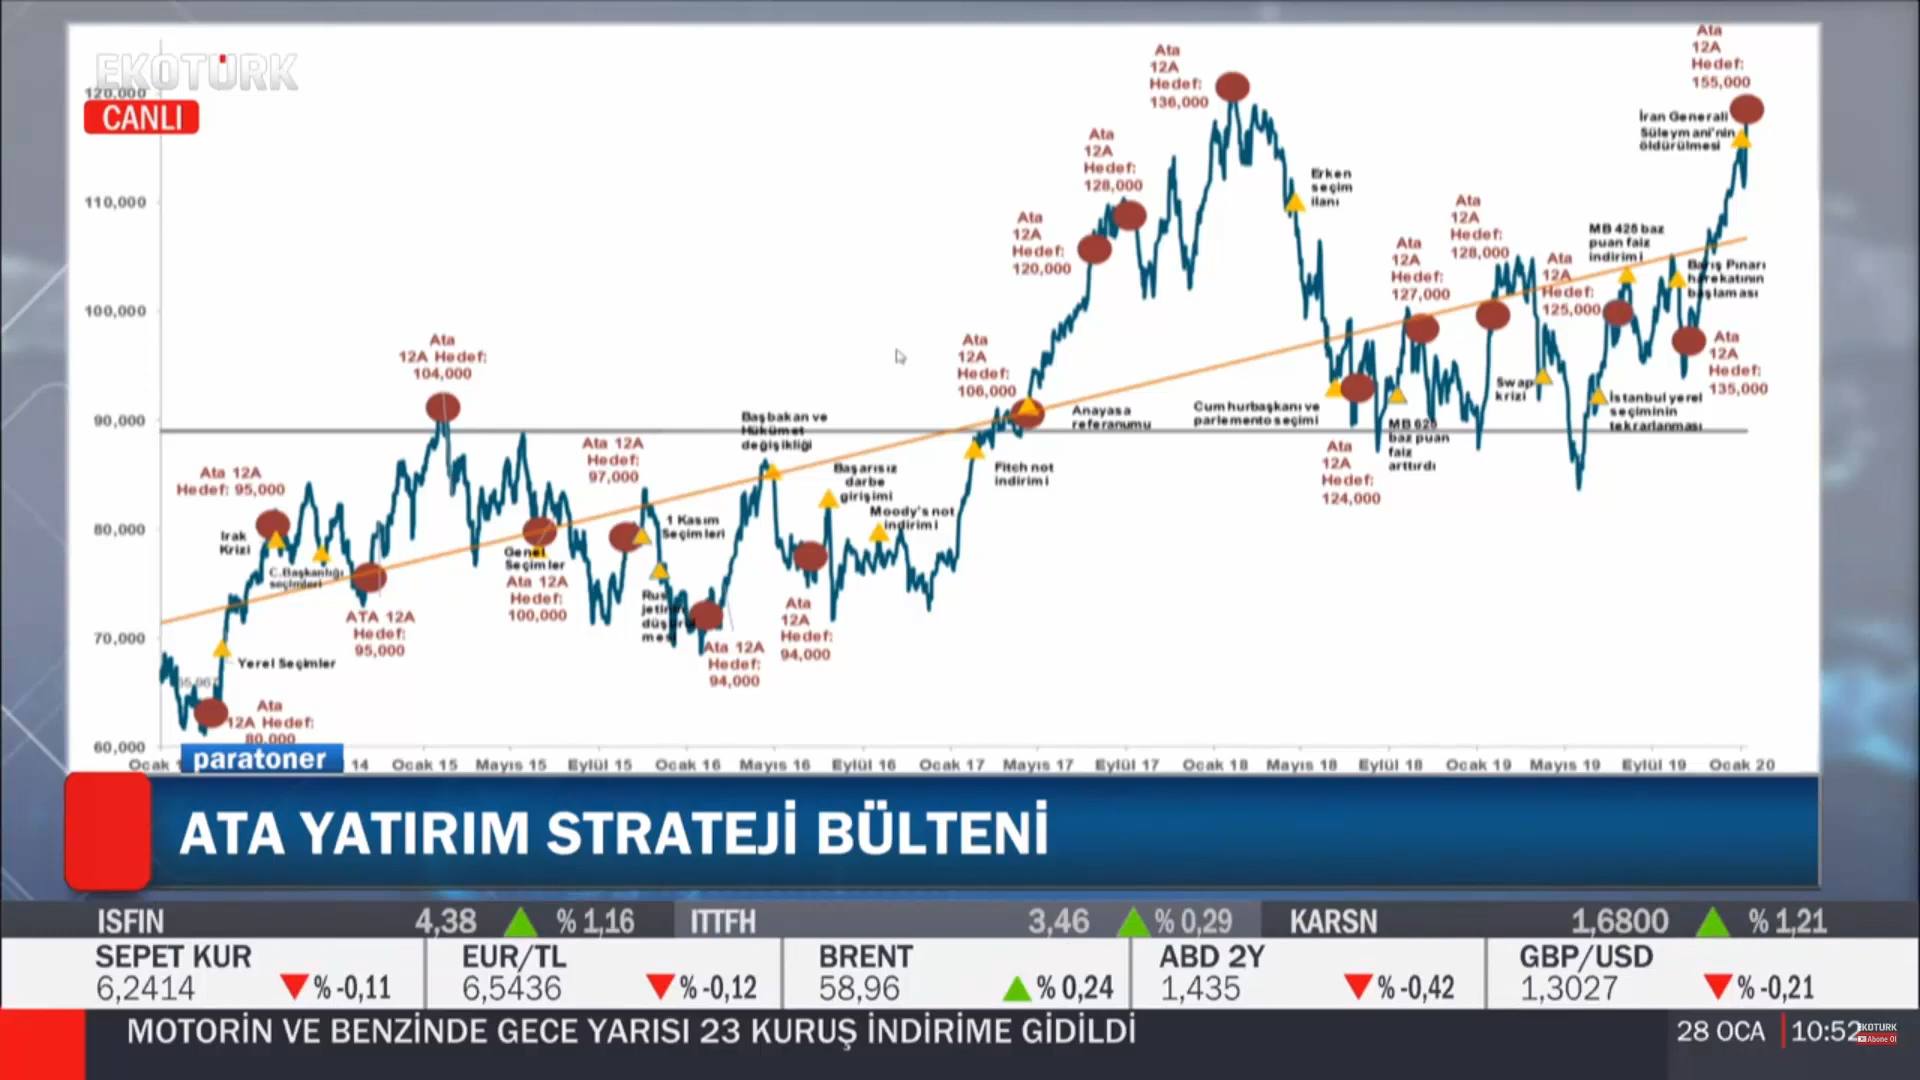 EKOTÜRK
CANLI
120,000
110,000
100,000
90,000
80,000
70,000
60,000
Ata
12A Hedef:
80,000
Yerel Seçimler
Ata 12A
Hedef: 95,000
Irak
Krizi
C.Başkanlığı
seçimleri
ATA 12A
Hedef:
95,000
Ata
12A Hedef:
104,000
Genel
Seçimler
Ata 12A
Hedef:
100,000
Ata 12A
Hedef:
97,000
1 Kasım
Seçimleri
Rus
Ata 12A
Hedef:
94,000
Başbakan ve
Hükümet
değişikliği
Ata
12A
Hedef:
94,000
Başarısız
darbe
girişimi
Moody's not
indirimi
Ata
12A
Hedef:
106,000
Fitch not
indirimi
Anayasa
referanumu
Ata
12A
Hedef:
120,000
Ata
12A
Hedef:
128,000
Ata
12A
Hedef:
136,000
Erken
seçim
ilanı
Cumhurbaşkanı ve
parlemento seçimi
Ata
12A
Hedef:
124,000
MB 625
baz puan
faiz
arttırdı
Ata
12A
Hedef:
127,000
Ata
12A
Hedef:
128,000
Swap
krizi
Ata
12A
Hedef:
125,000
MB 425 baz
puan faiz
indirimi
İstanbul yerel
seçiminin
tekrarlanması
Barış Pınarı
harekatının
başlaması
Ata
12A
Hedef:
135,000
İran Generali
Süleymani'nin
öldürülmesi
Ata
12A
Hedef:
155,000
Ocak 14 Ocak 15 Mayıs 15 Eylül 15 Ocak 16 Mayıs 16 Eylül 16 Ocak 17 Mayıs 17 Eylül 17 Ocak 18 Mayıs 18 Eylül 18 Ocak 19 Mayıs 19 Eylül 19 Ocak 20
paratoner
ATA YATIRIM STRATEJİ BÜLTENİ
ISFIN 4,38 % 1,16 ITTFH 3,46 % 0,29 KARSN 1,6800 % 1,21
SEPET KUR EUR/TL BRENT ABD 2Y GBP/USD
6,2414 % -0,11 6,5436 % -0,12 58,96 % 0,24 1,435 % -0,42 1,3027 % -0,21
MOTORİN VE BENZİNDE GECE YARISI 23 KURUŞ İNDİRİME GİDİLDİ
28 OCA 10:52
EKOTÜRK
Abone Ol